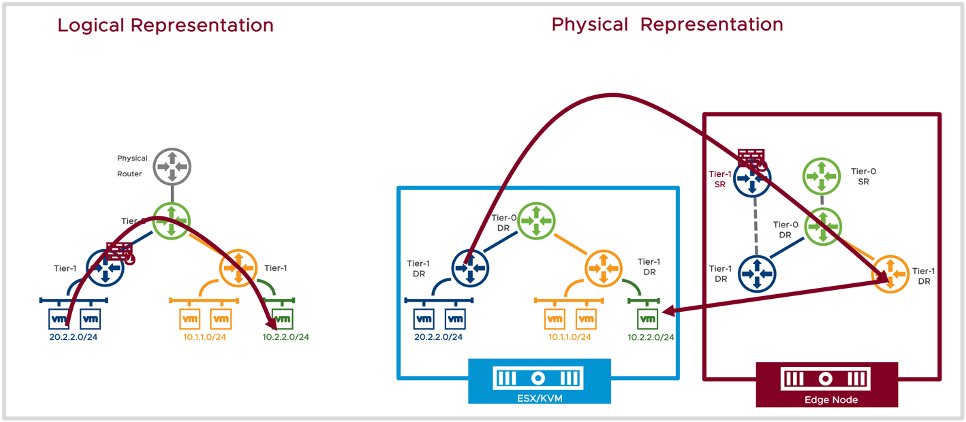 Logical Representation
Physical Representation
Physical
Router
Tier-0
Tier-1
Tier-1
vm
vm
vm
vm
vm
20.2.2.0/24
10.1.1.0/24
10.2.2.0/24
Tier-0
DR
Tier-1
DR
Tier-1
DR
vm
vm
vm
vm
vm
20.2.2.0/24
10.1.1.0/24
10.2.2.0/24
ESX/KVM
Tier-1
SR
Tier-0
SR
Tier-0
DR
Tier-1
DR
Tier-1
DR
Edge Node